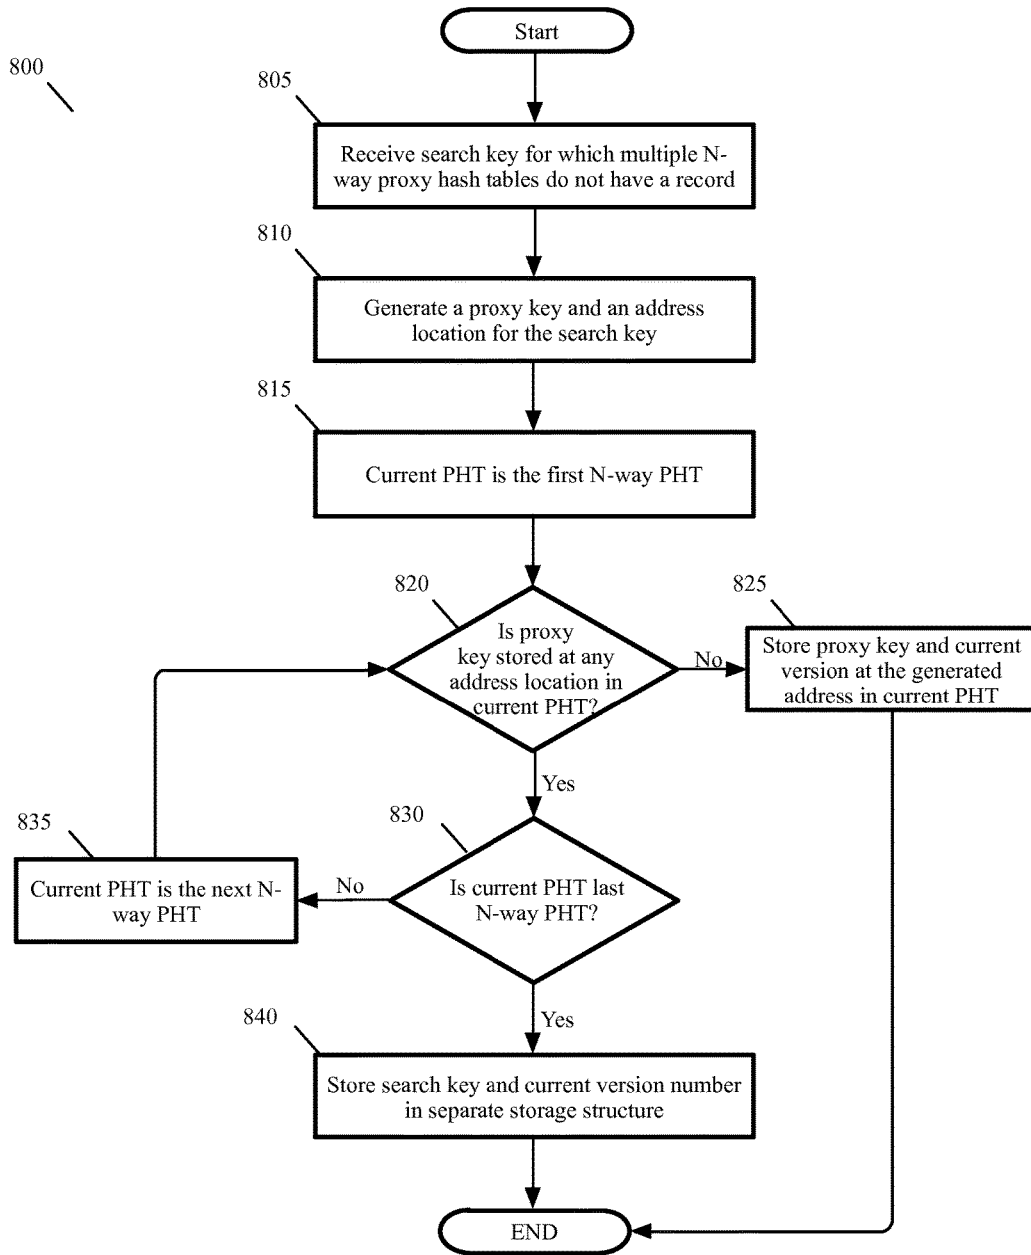 Start
800
805
Receive search key for which multiple N-
way proxy hash tables do not have a record
810
Generate a proxy key and an address
location for the search key
815
Current PHT is the first N-way PHT
820
825
Is proxy
key stored at any
address location in
current PHT?
No
Store proxy key and current
version at the generated
address in current PHT
Yes
830
835
Is current PHT last
N-way PHT?
No
Current PHT is the next N-
way PHT
Yes
840
Store search key and current version number
in separate storage structure
END